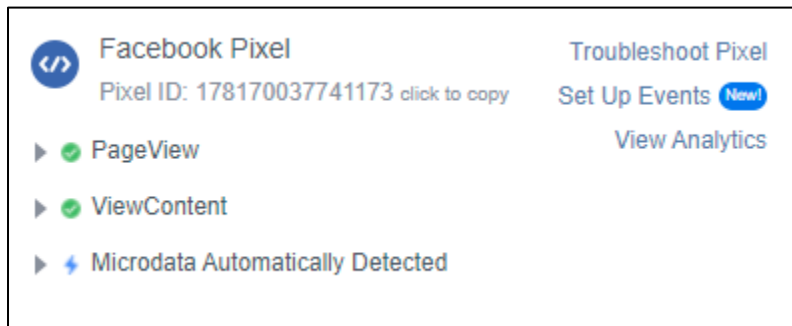 Facebook Pixel
Pixel ID: 178170037741173 click to copy
Troubleshoot Pixel
Set Up Events New!
View Analytics
PageView
ViewContent
Microdata Automatically Detected